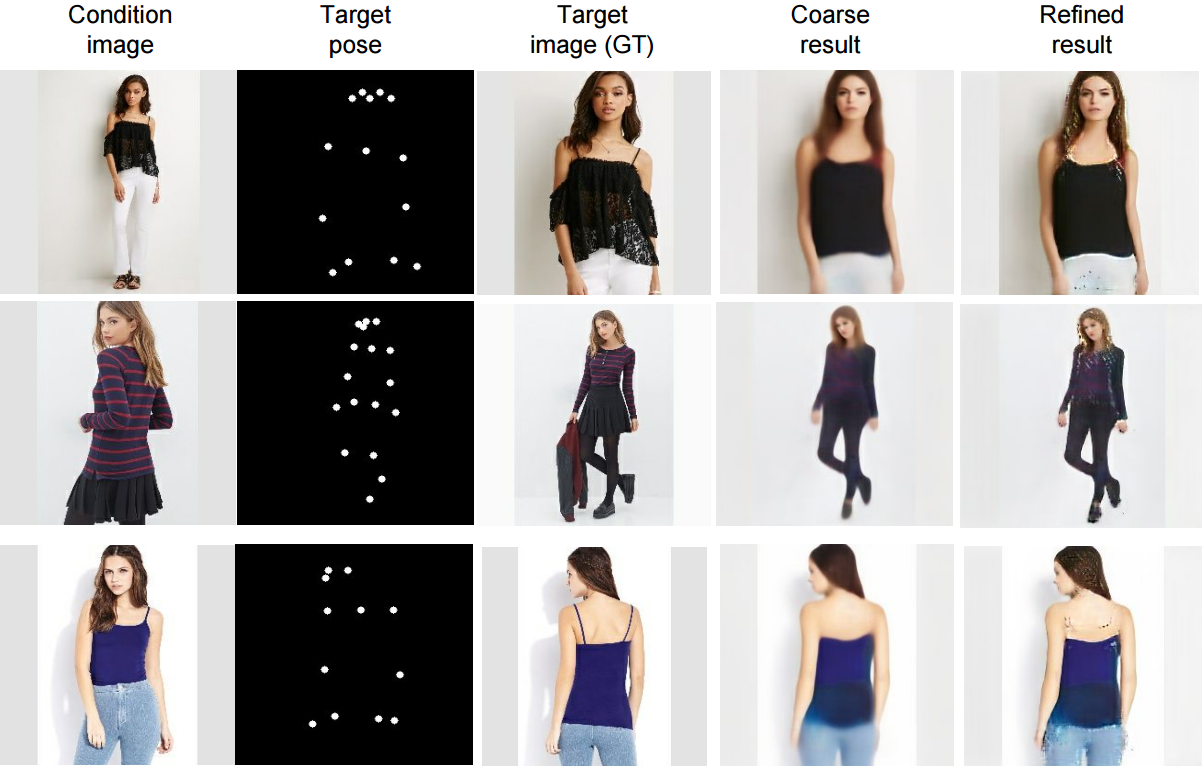 Condition
image
Target
pose
Target
image (GT)
Coarse
result
Refined
result